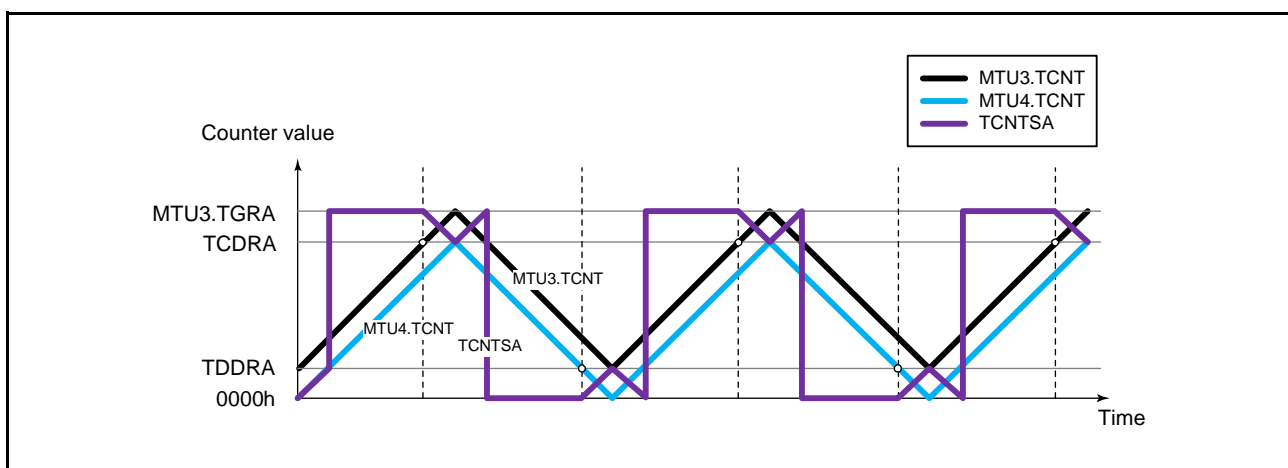 MTU3.TCNT
MTU4.TCNT
TCNTSA
Counter value
MTU3.TGRA
TCDRA
MTU3.TCNT
MTU4.TCNT
TCNTSA
TDDRA
0000h
Time